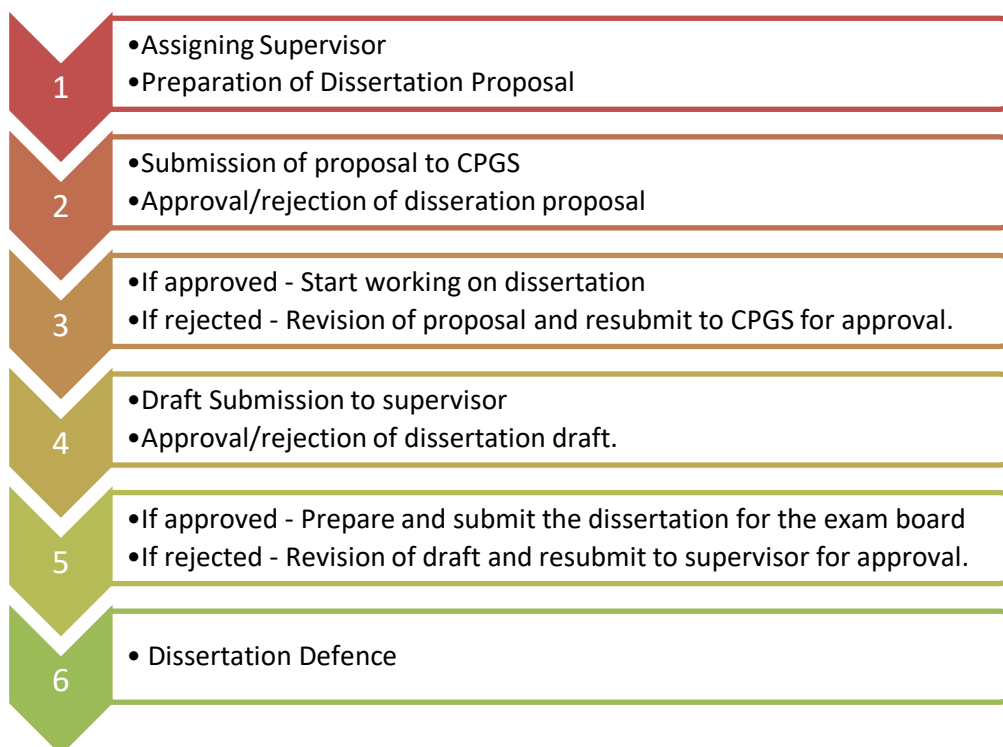 1
•Assigning Supervisor
•Preparation of Dissertation Proposal
2
•Submission of proposal to CPGS
•Approval/rejection of disseration proposal
3
•If approved - Start working on dissertation
•If rejected - Revision of proposal and resubmit to CPGS for approval.
4
•Draft Submission to supervisor
•Approval/rejection of dissertation draft.
5
•If approved - Prepare and submit the dissertation for the exam board
•If rejected - Revision of draft and resubmit to supervisor for approval.
6
• Dissertation Defence